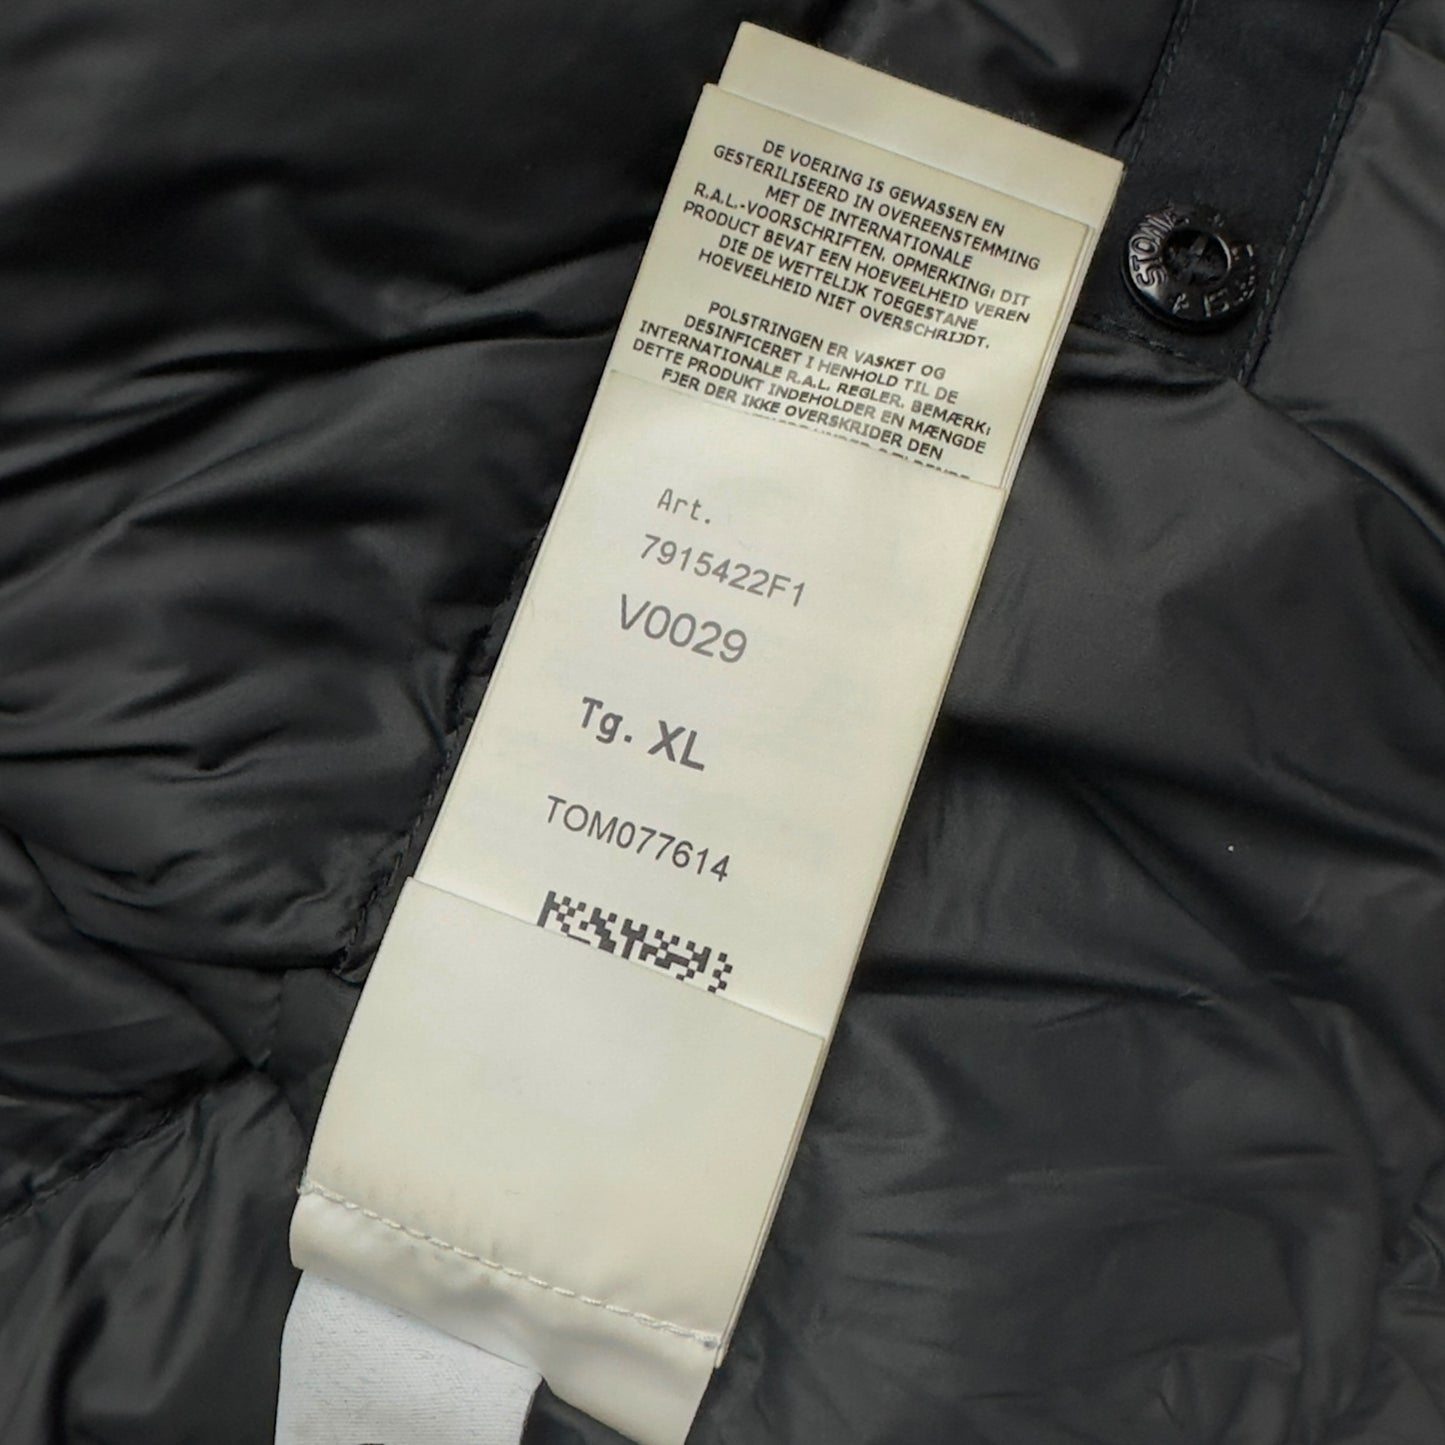 DE VOERING IS GEWASSEN EN
GESTERILISEERD IN OVEREENSTEMMING
MET DE INTERNATIONALE
R.A.L.-VOORSCHRIFTEN. OPMERKING: DIT
PRODUCT BEVAT EEN HOEVEELHEID VEREN
DIE DE WETTELIJK TOEGESTANE
HOEVEELHEID NIET OVERSCHRIJDT.
POLSTRINGEN ER VASKET OG
DESINFICERET I HENHOLD TIL DE
INTERNATIONALE R.A.L. REGLER. BEMÆRK:
DETTE PRODUKT INDEHOLDER EN MÆNGDE
FJER DER IKKE OVERSKRIDER DEN
Art.
7915422F1
V0029
Tg. XL
TOM077614
STONE